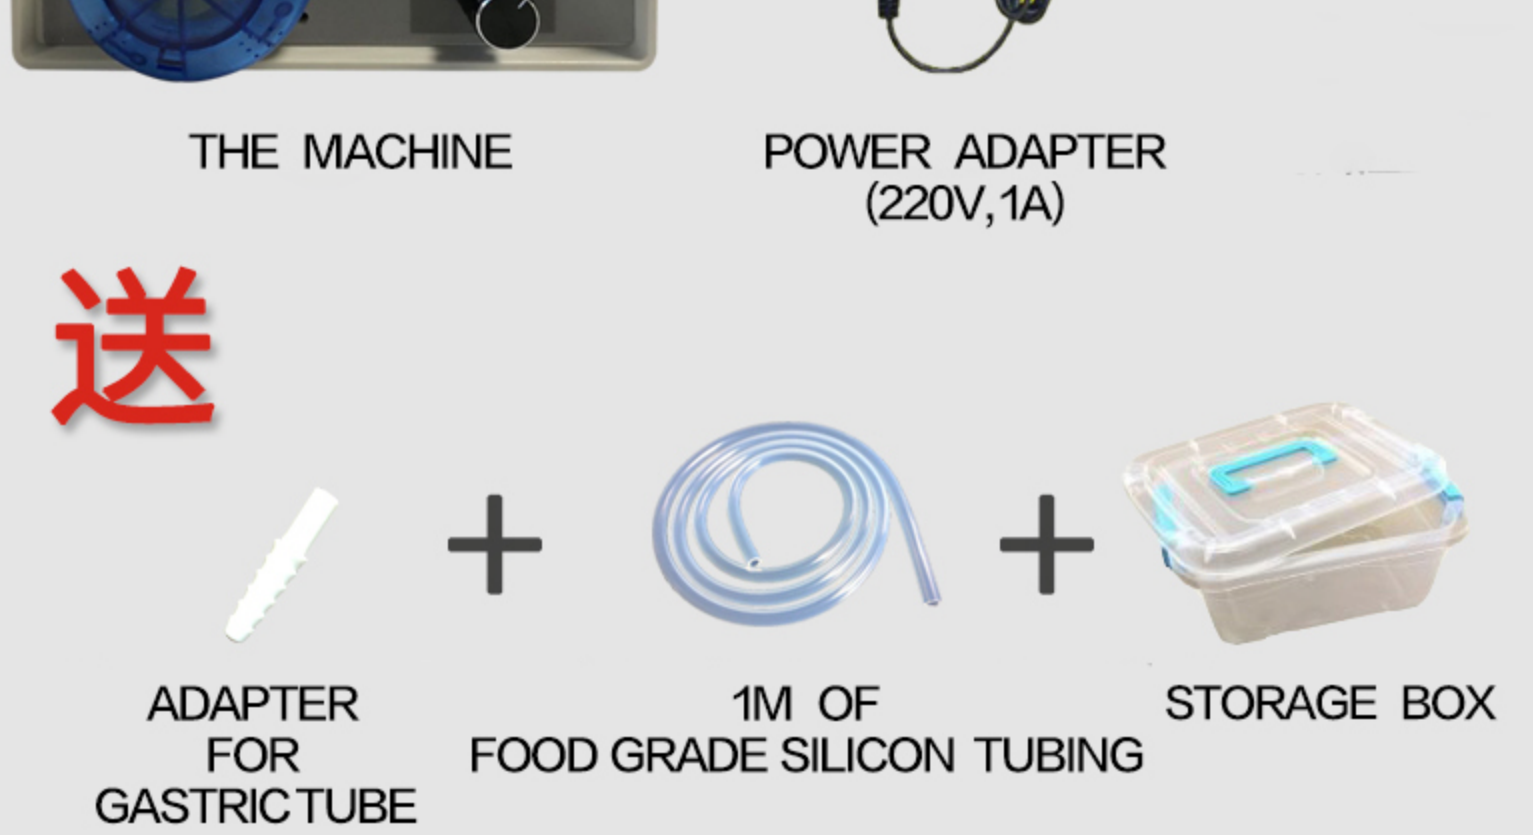 THE MACHINE
POWER ADAPTER
(220V,1A)
送
ADAPTER
FOR
GASTRIC TUBE
1M OF
FOOD GRADE SILICON TUBING
STORAGE BOX